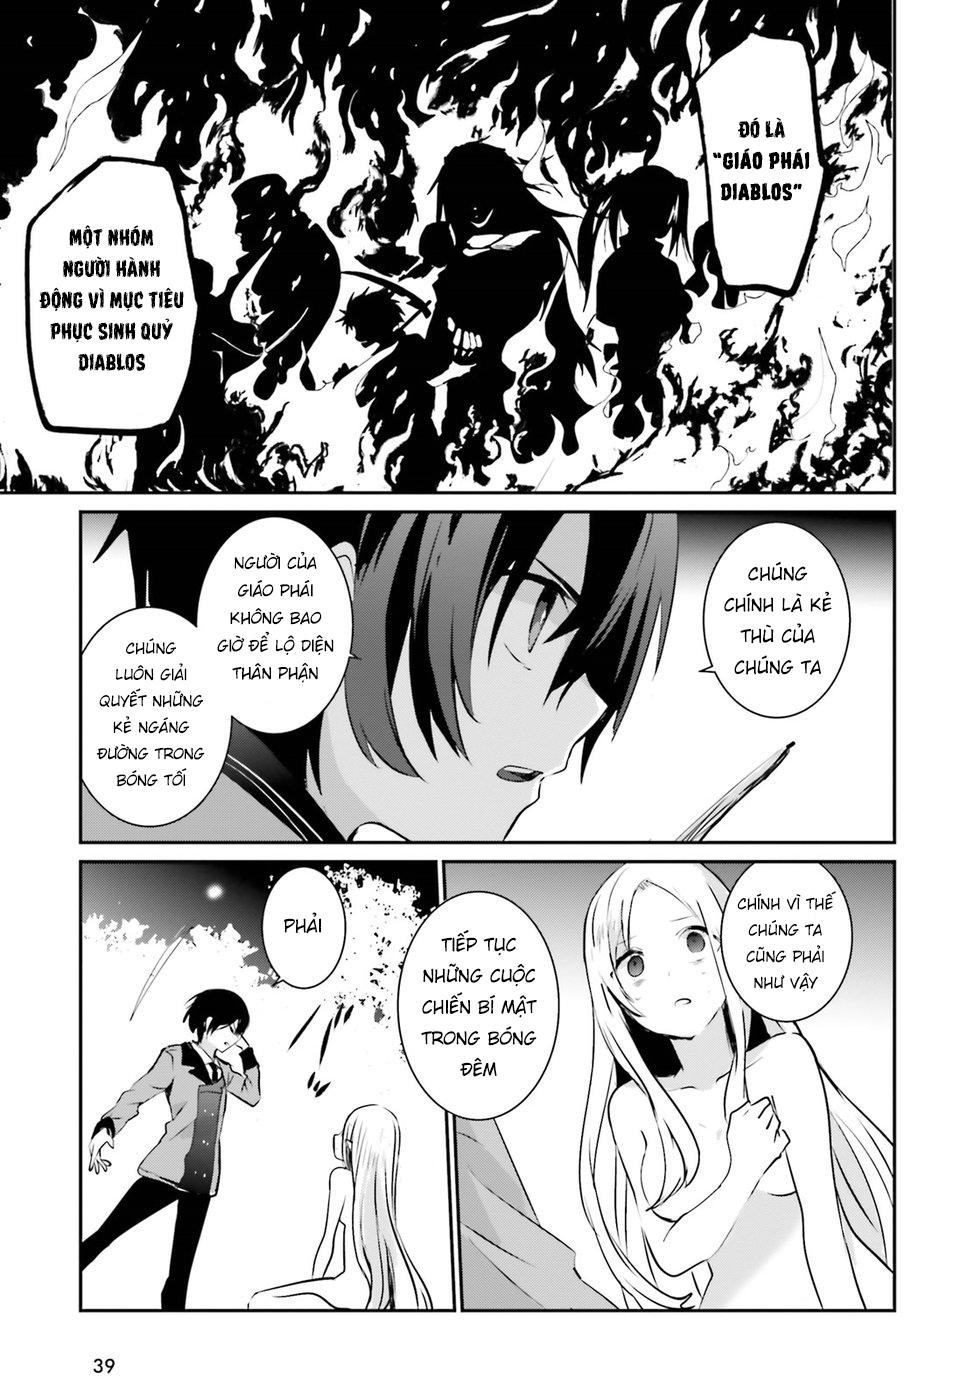 ĐÓ LÀ
"GIÁO PHÁI
DIABLOS"
MỘT NHÓM
NGƯỜI HÀNH
ĐỘNG VÌ MỤC TIÊU
PHỤC SINH QUỶ
DIABLOS
CHÚNG
CHÍNH LÀ KẺ
THÙ CỦA
CHÚNG TA
NGƯỜI CỦA
GIÁO PHÁI
KHÔNG BAO
GIỜ ĐỂ LỘ DIỆN
THÂN PHẬN
CHÚNG
LUÔN GIẢI
QUYẾT NHỮNG
KẺ NGÁNG
ĐƯỜNG TRONG
BÓNG TỐI
CHÍNH VÌ THẾ
CHÚNG TA
CŨNG PHẢI
NHƯ VẬY
TIẾP TỤC
NHỮNG CUỘC
CHIẾN BÍ MẬT
TRONG BÓNG
ĐÊM
PHẢI
39